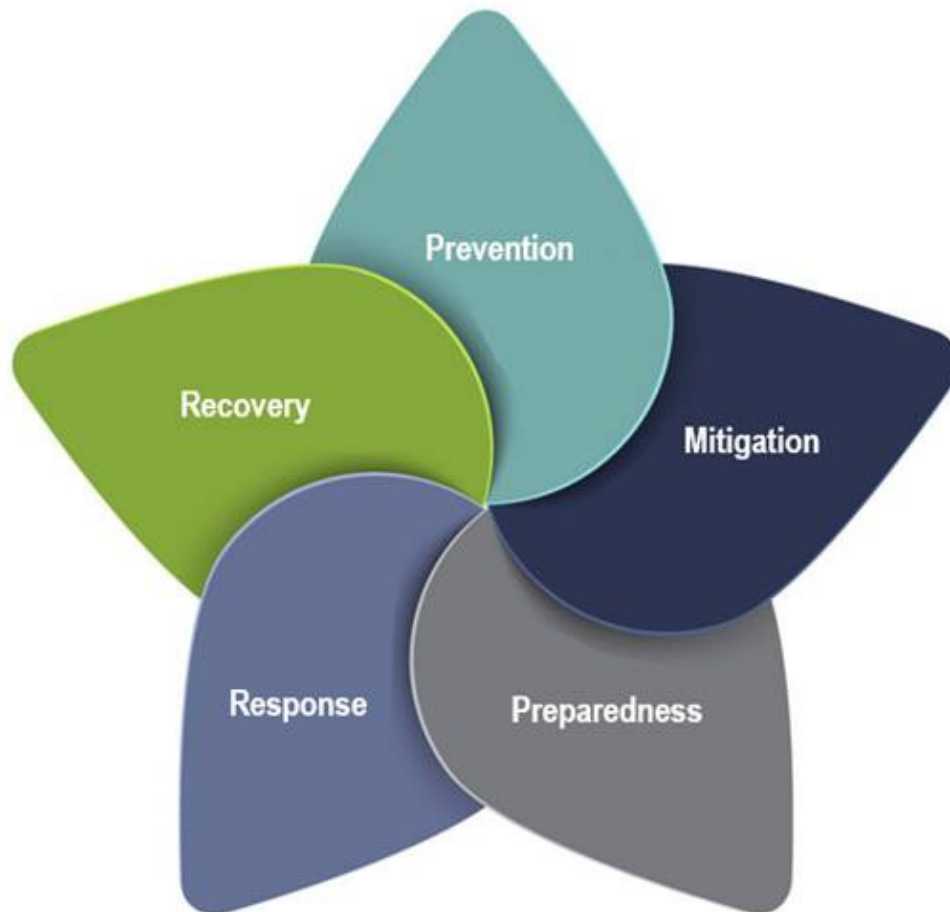 Prevention
Mitigation
Preparedness
Response
Recovery